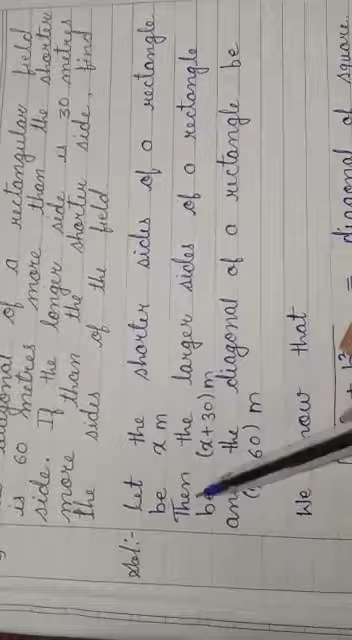 diagonal of a rectangular field
is 60 metres more than the shorter
side. If the longer side is 30 metres
more than the shorter side, find
the sides of the field
Sol:- Let the shorter sides of a rectangle
be x m
Then the larger sides of a rectangle
be (x+30) m
and the diagonal of a rectangle be
60) m
We know that
= diagonal of square.